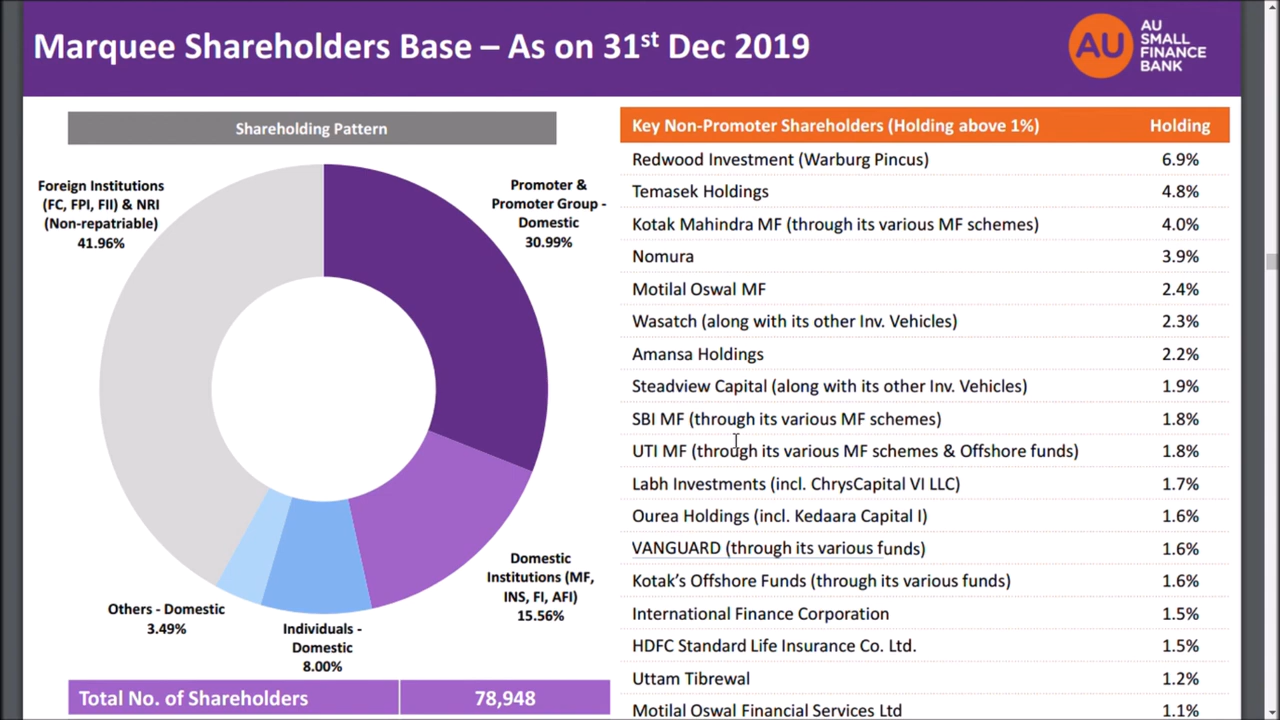 Marquee Shareholders Base – As on 31st Dec 2019
AU
AU
SMALL
FINANCE
BANK
Shareholding Pattern
Foreign Institutions
(FC, FPI, FII) & NRI
(Non-repatriable)
41.96%
Promoter &
Promoter Group -
Domestic
30.99%
Domestic
Institutions (MF,
INS, FI, AFI)
15.56%
Others - Domestic
3.49%
Individuals -
Domestic
8.00%
Total No. of Shareholders 78,948
Key Non-Promoter Shareholders (Holding above 1%) Holding
Redwood Investment (Warburg Pincus) 6.9%
Temasek Holdings 4.8%
Kotak Mahindra MF (through its various MF schemes) 4.0%
Nomura 3.9%
Motilal Oswal MF 2.4%
Wasatch (along with its other Inv. Vehicles) 2.3%
Amansa Holdings 2.2%
Steadview Capital (along with its other Inv. Vehicles) 1.9%
SBI MF (through its various MF schemes) 1.8%
UTI MF (through its various MF schemes & Offshore funds) 1.8%
Labh Investments (incl. ChrysCapital VI LLC) 1.7%
Ourea Holdings (incl. Kedaara Capital I) 1.6%
VANGUARD (through its various funds) 1.6%
Kotak’s Offshore Funds (through its various funds) 1.6%
International Finance Corporation 1.5%
HDFC Standard Life Insurance Co. Ltd. 1.5%
Uttam Tibrewal 1.2%
Motilal Oswal Financial Services Ltd 1.1%